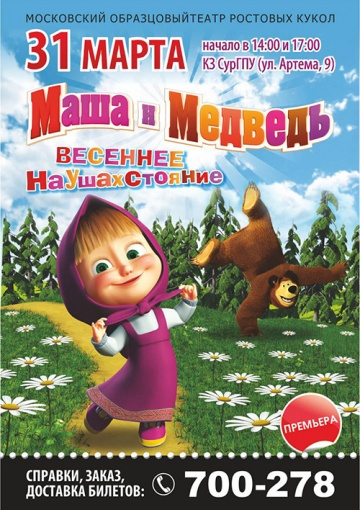 МОСКОВСКИЙ ОБРАЗЦОВЫЙТЕАТР РОСТОВЫХ КУКОЛ
31 МАРТА
начало в 14:00 и 17:00
КЗ СурГПУ (ул. Артема, 9)
Маша и Медведь
ВЕСЕННЕЕ
НаУшахСтояние
ПРЕМЬЕРА
СПРАВКИ, ЗАКАЗ,
ДОСТАВКА БИЛЕТОВ:
700-278